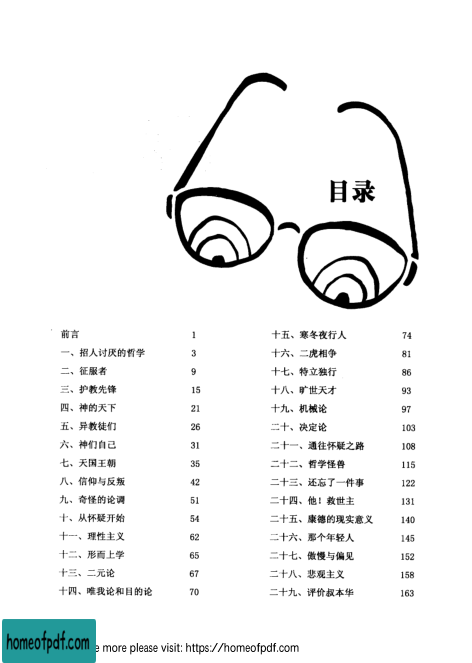 目录
前言 1
一、招人讨厌的哲学 3
二、征服者 9
三、护教先锋 15
四、神的天下 21
五、异教徒们 26
六、神们自己 31
七、天国王朝 35
八、信仰与反叛 42
九、奇怪的论调 51
十、从怀疑开始 54
十一、理性主义 62
十二、形而上学 65
十三、二元论 67
十四、唯我论和目的论 70
十五、寒冬夜行人 74
十六、二虎相争 81
十七、特立独行 86
十八、旷世天才 93
十九、机械论 97
二十、决定论 103
二十一、通往怀疑之路 108
二十二、哲学怪兽 115
二十三、还忘了一件事 122
二十四、他！救世主 131
二十五、康德的现实意义 140
二十六、那个年轻人 145
二十七、傲慢与偏见 152
二十八、悲观主义 158
二十九、评价叔本华 163
homeofpdf.com
e more please visit: https://homeofpdf.com